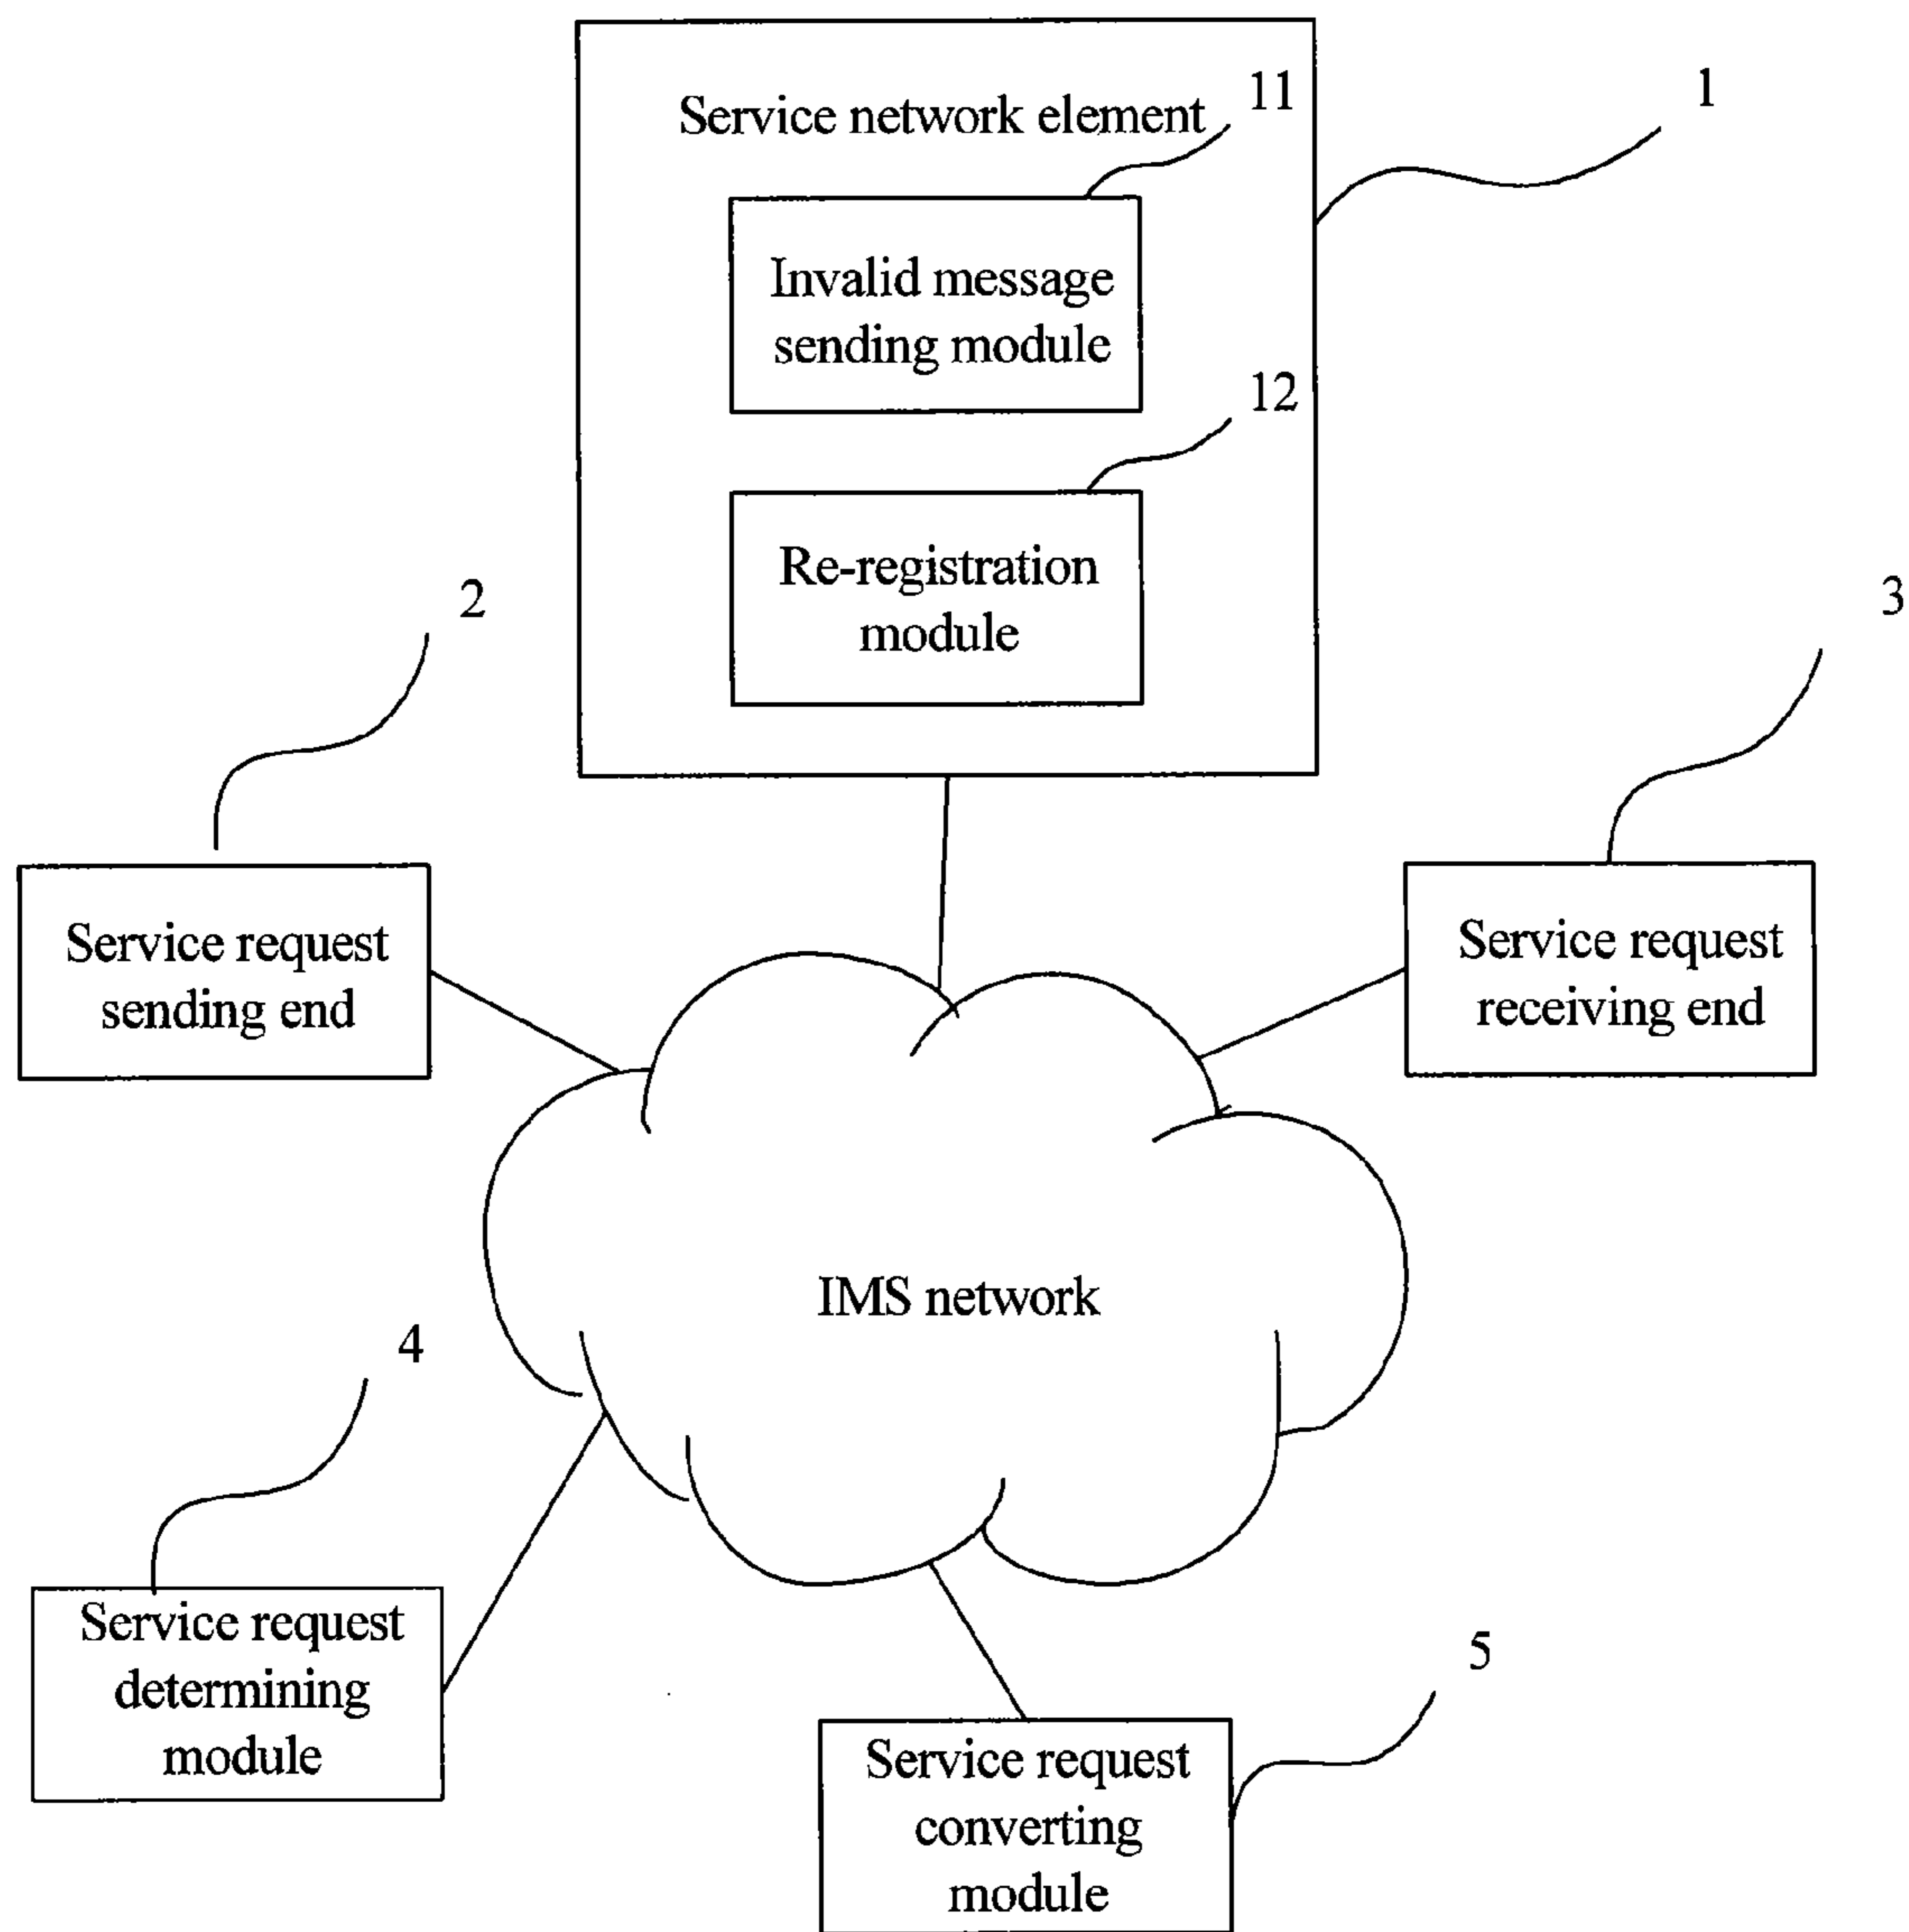 11
1
Service network element
Invalid message
sending module
12
Re-registration
module
2
3
Service request
sending end
Service request
receiving end
IMS network
4
Service request
determining
module
5
Service request
converting
module